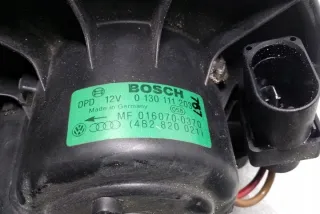 BOSCH
DPD 12V 0 130 111 203
Made in Germany
MF 016070-0370
(4B2 820 021)